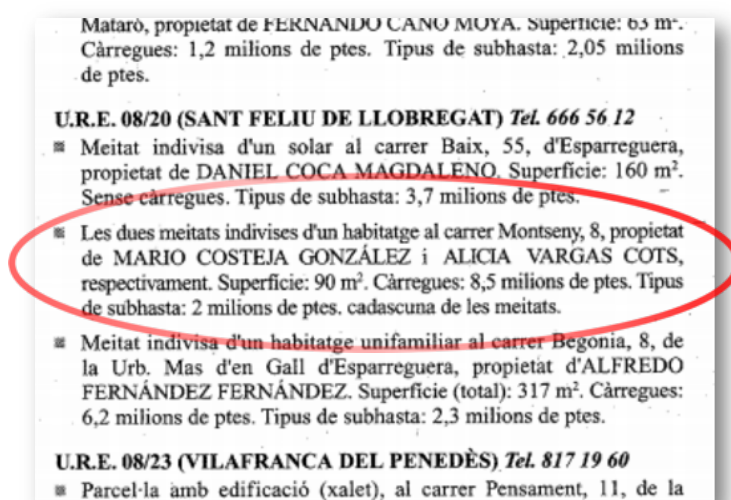 Mataró, propietat de FERNANDO CANO MOYA. Superfície: 63 m².
Càrregues: 1,2 milions de ptes. Tipus de subhasta: 2,05 milions
de ptes.
U.R.E. 08/20 (SANT FELIU DE LLOBREGAT) Tel. 666 56 12
Meitat indivisa d'un solar al carrer Baix, 55, d'Esparreguera,
propietat de DANIEL COCA MAGDALENO. Superfície: 160 m².
Sense càrregues. Tipus de subhasta: 3,7 milions de ptes.
Les dues meitats indivises d'un habitatge al carrer Montseny, 8, propietat
de MARIO COSTEJA GONZÁLEZ i ALICIA VARGAS COTS,
respectivament. Superfície: 90 m². Càrregues: 8,5 milions de ptes. Tipus
de subhasta: 2 milions de ptes. cadascuna de les meitats.
Meitat indivisa d'un habitatge unifamiliar al carrer Begonia, 8, de
la Urb. Mas d'en Gall d'Esparreguera, propietat d'ALFREDO
FERNÁNDEZ FERNÁNDEZ. Superfície (total): 317 m². Càrregues:
6,2 milions de ptes. Tipus de subhasta: 2,3 milions de ptes.
U.R.E. 08/23 (VILAFRANCA DEL PENEDÈS) Tel. 817 19 60
Parcel·la amb edificació (xalet), al carrer Pensament, 11, de la